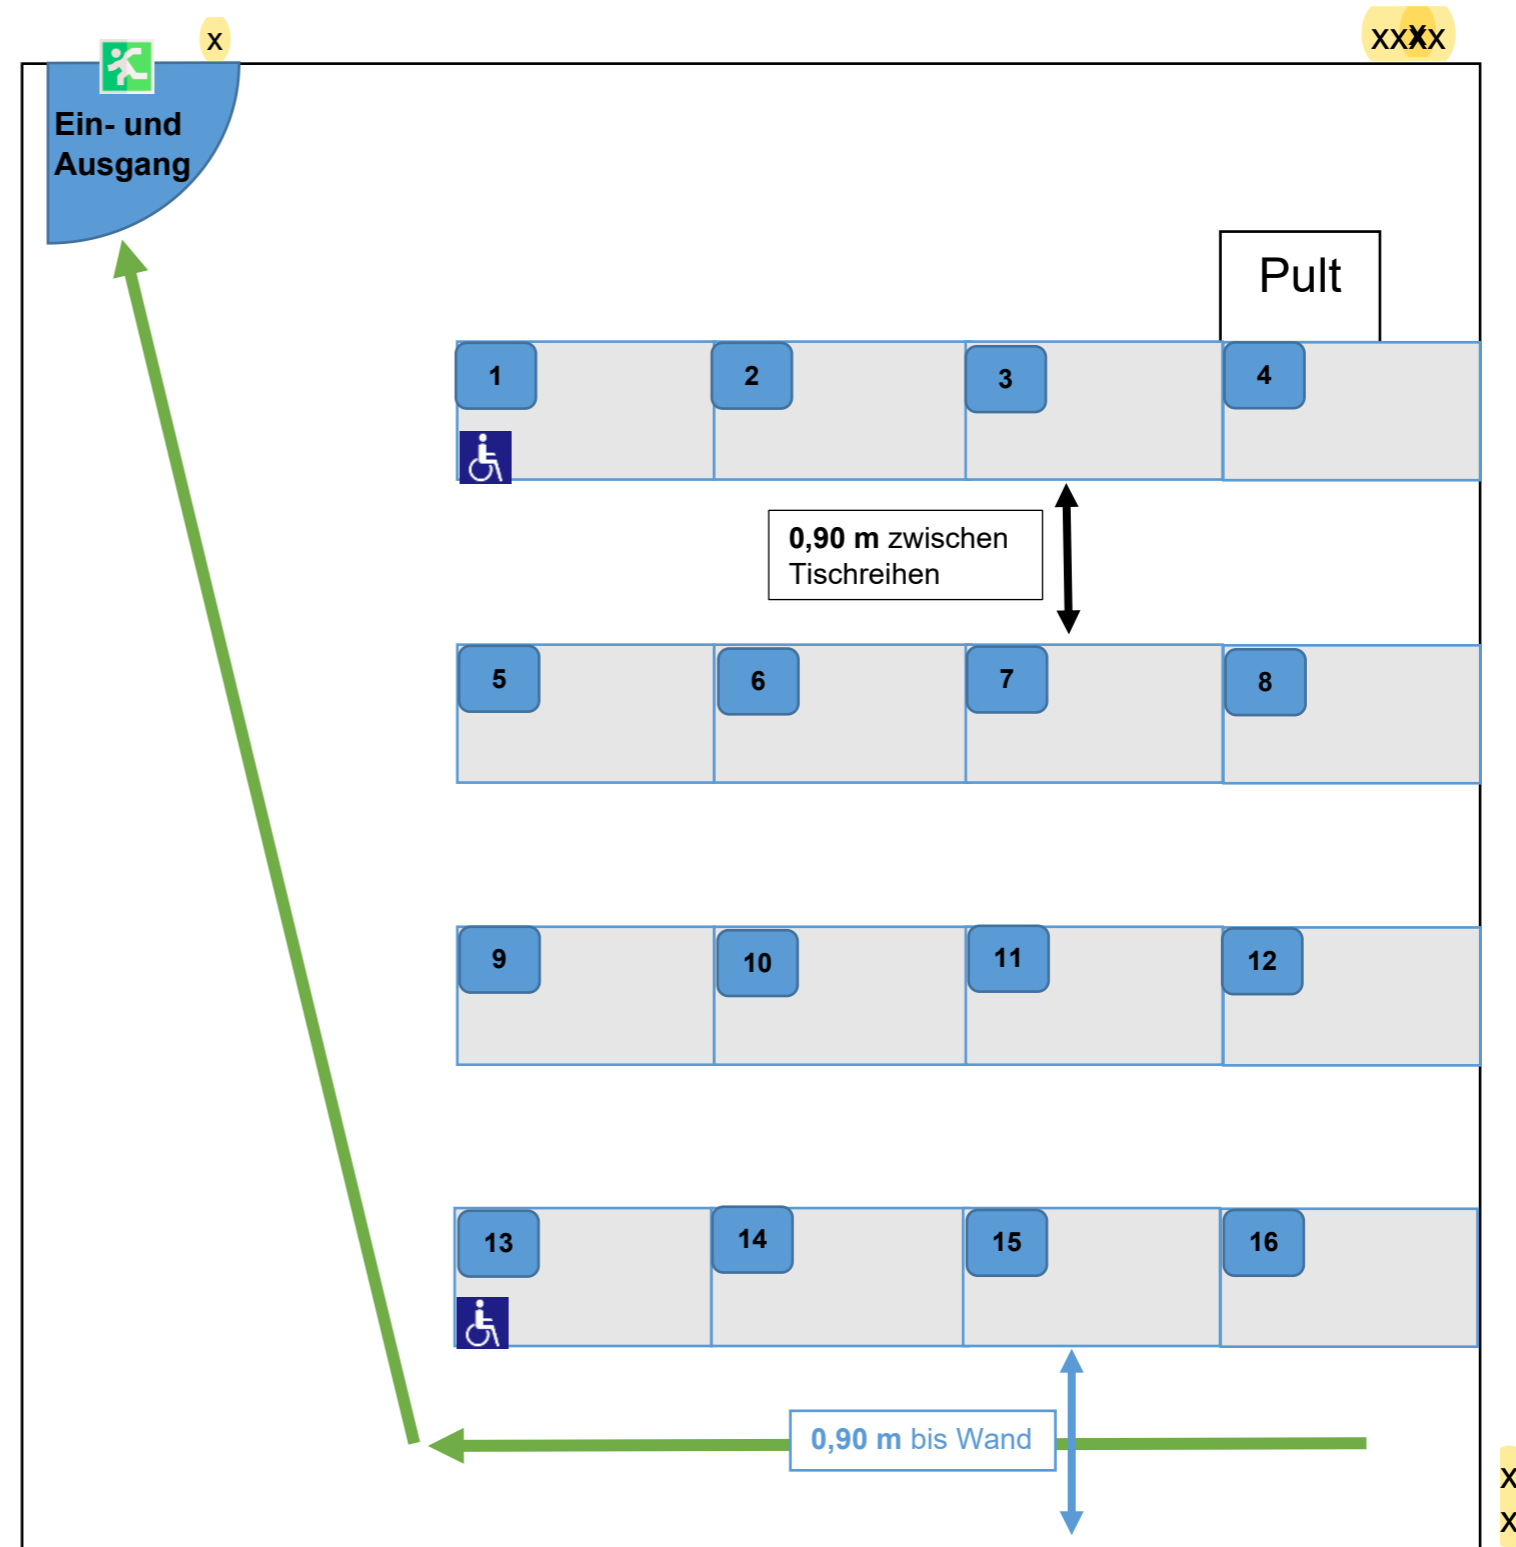 x
xxxx
Ein- und
Ausgang
Pult
1
2
3
4
0,90 m zwischen
Tischreihen
5
6
7
8
9
10
11
12
13
14
15
16
0,90 m bis Wand
x
x